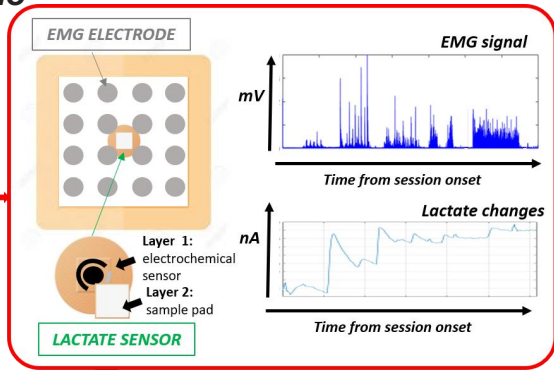 EMG ELECTRODE
Layer 1:
electrochemical
sensor
Layer 2:
sample pad
LACTATE SENSOR
EMG signal
mV
Time from session onset
Lactate changes
nA
Time from session onset